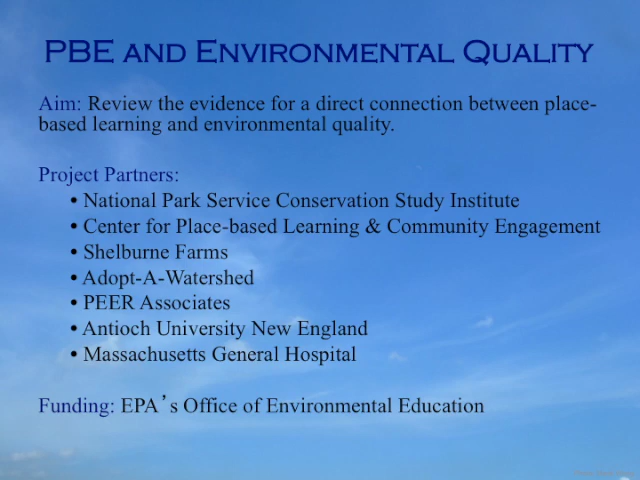 PBE AND ENVIRONMENTAL QUALITY
Aim: Review the evidence for a direct connection between place-
based learning and environmental quality.
Project Partners:
• National Park Service Conservation Study Institute
• Center for Place-based Learning & Community Engagement
• Shelburne Farms
• Adopt-A-Watershed
• PEER Associates
• Antioch University New England
• Massachusetts General Hospital
Funding: EPA’s Office of Environmental Education